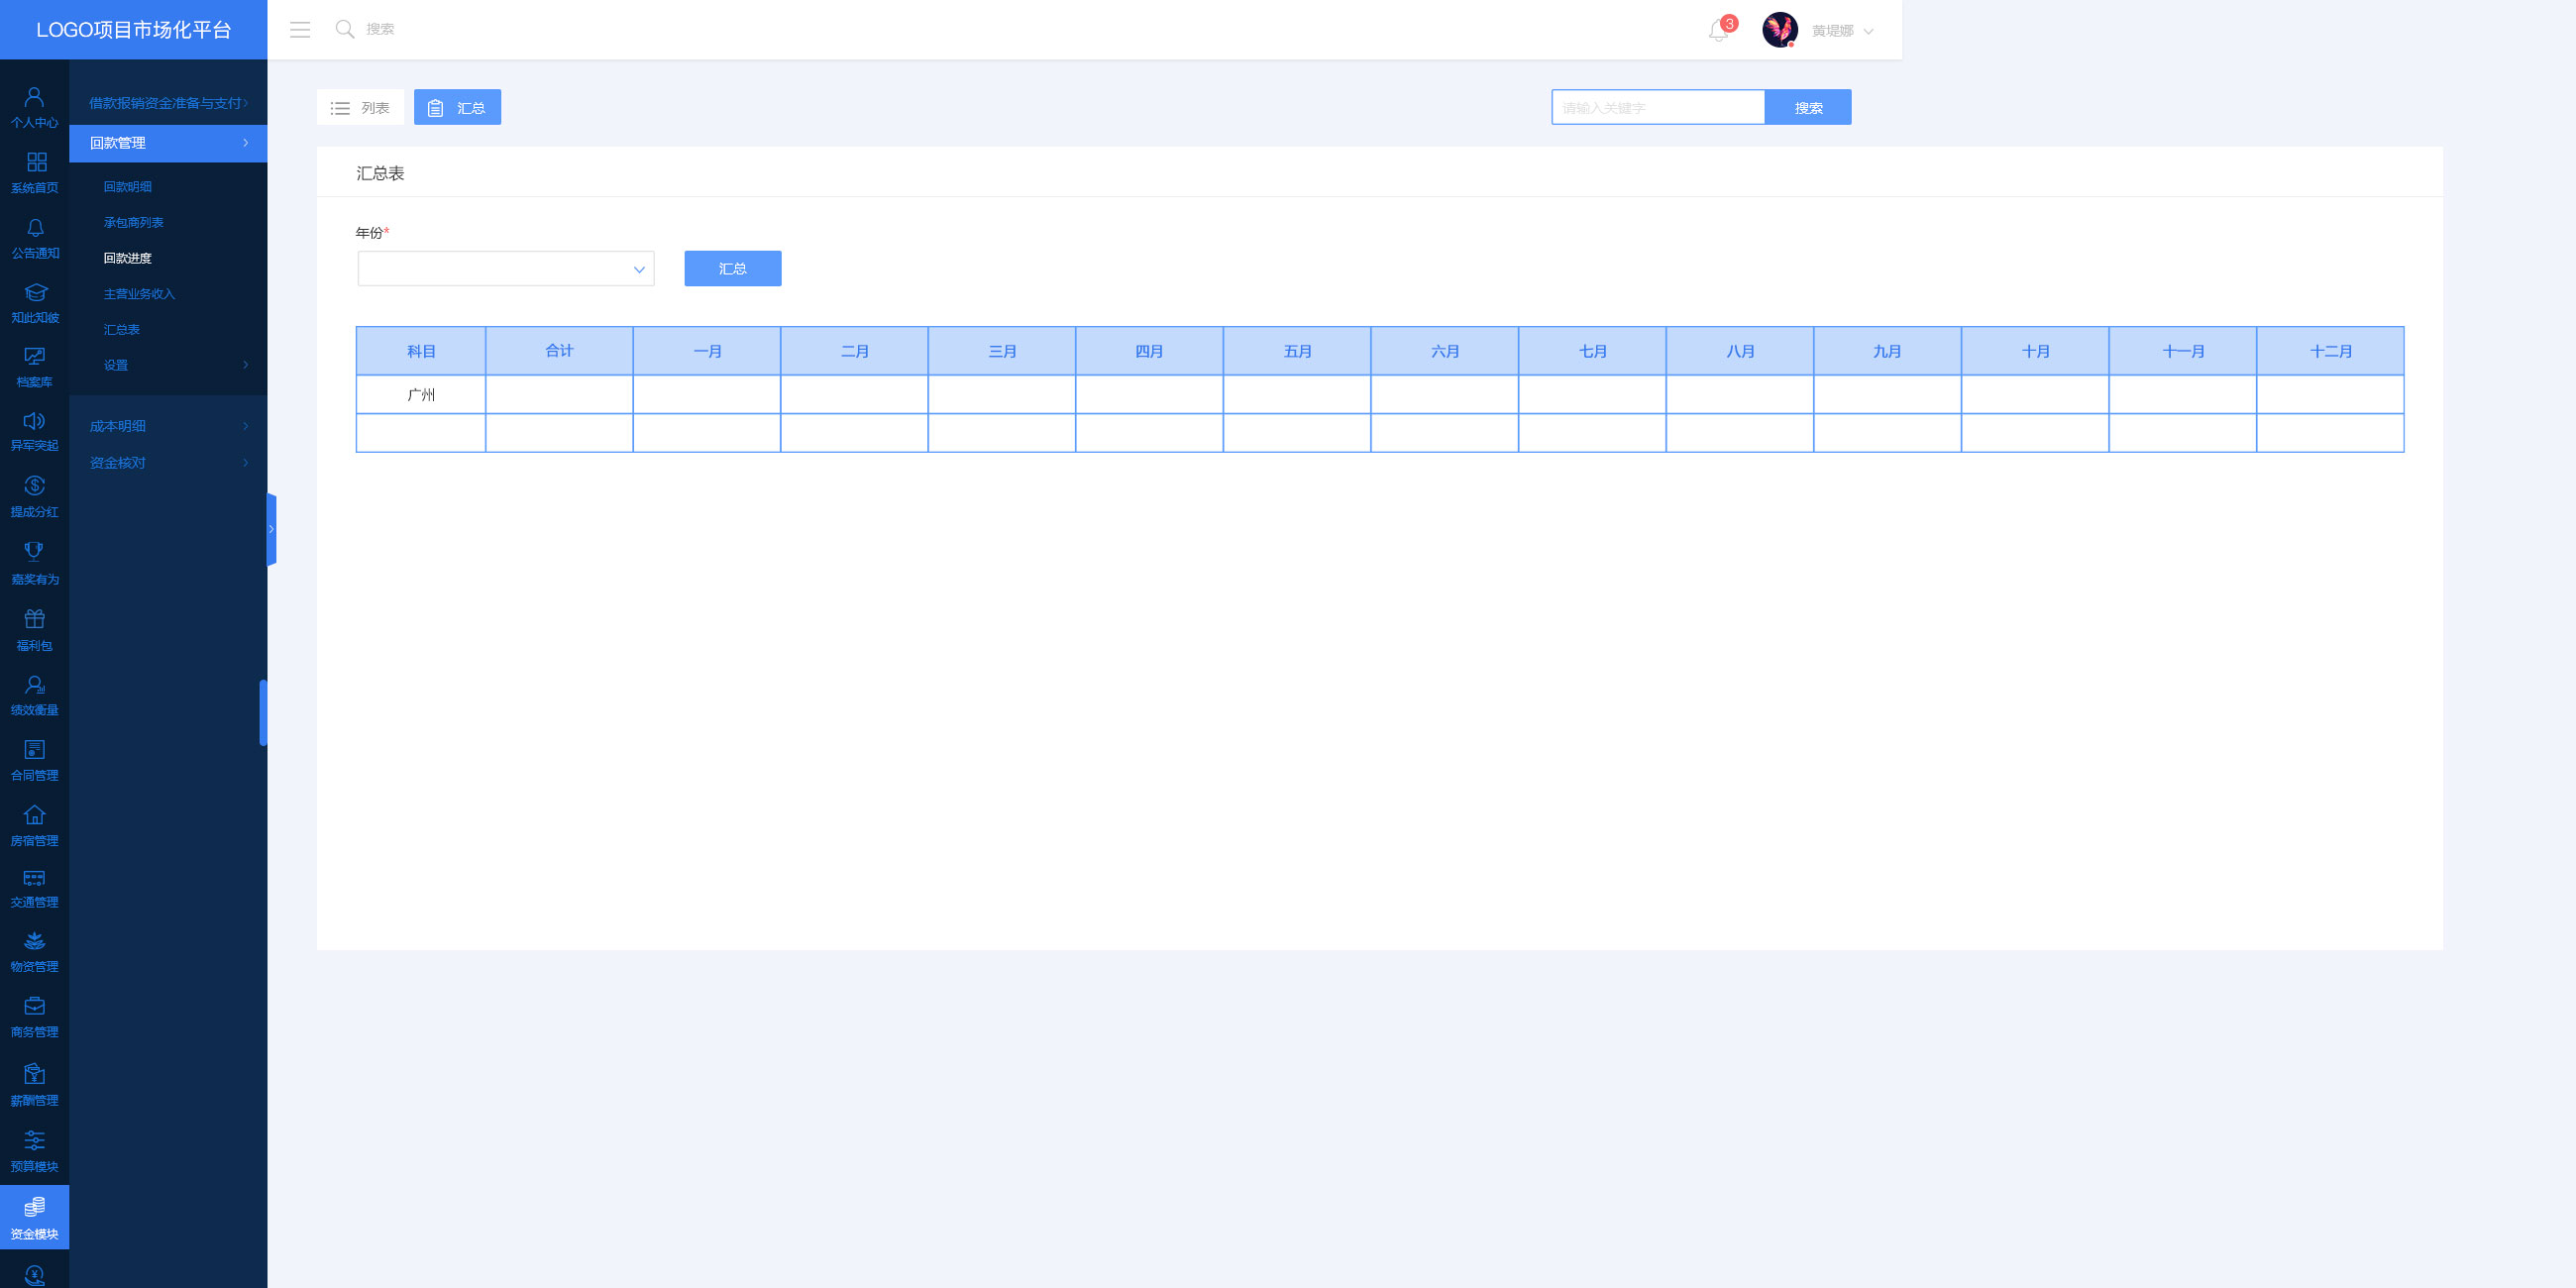 LOGO项目市场化平台
搜索
3
黄堤娜
个人中心
系统首页
公告通知
知此知彼
档案库
异军突起
提成分红
嘉奖有为
福利包
绩效衡量
合同管理
房宿管理
交通管理
物资管理
商务管理
薪酬管理
预算模块
资金模块
借款报销资金准备与支付
回款管理
回款明细
承包商列表
回款进度
主营业务收入
汇总表
设置
成本明细
资金核对
列表
汇总
请输入关键字
搜索
汇总表
年份*
汇总
科目 合计 一月 二月 三月 四月 五月 六月 七月 八月 九月 十月 十一月 十二月
广州